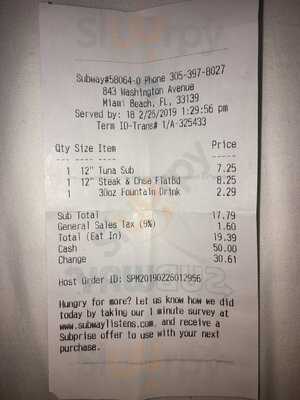 Subway#58064-0 Phone 305-397-8027
843 Washington Avenue
Miami Beach, FL, 33139
Served by: 18 2/25/2019 1:29:56 pm
Term ID-Trans# 1/A-325433
Qty Size Item Price
--- ---- ---- -----
1 12" Tuna Sub 7.25
1 12" Steak & Chse Flatbd 8.25
1 30oz Fountain Drink 2.29
Sub Total 17.79
General Sales Tax (9%) 1.60
Total (Eat In) 19.39
Cash 50.00
Change 30.61
Host Order ID: SPM20190226012956
Hungry for more? Let us know how we did
today by taking our 1 minute survey at
www.subwaylistens.com, and receive a
Subprise offer to use with your next
purchase.